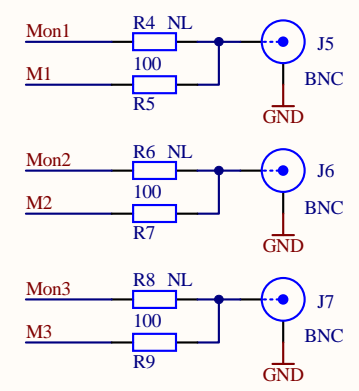 R4 NL
Mon1
J5
100
M1
BNC
R5
GND
R6 NL
Mon2
J6
100
M2
BNC
R7
GND
R8 NL
Mon3
J7
100
M3
BNC
R9
GND